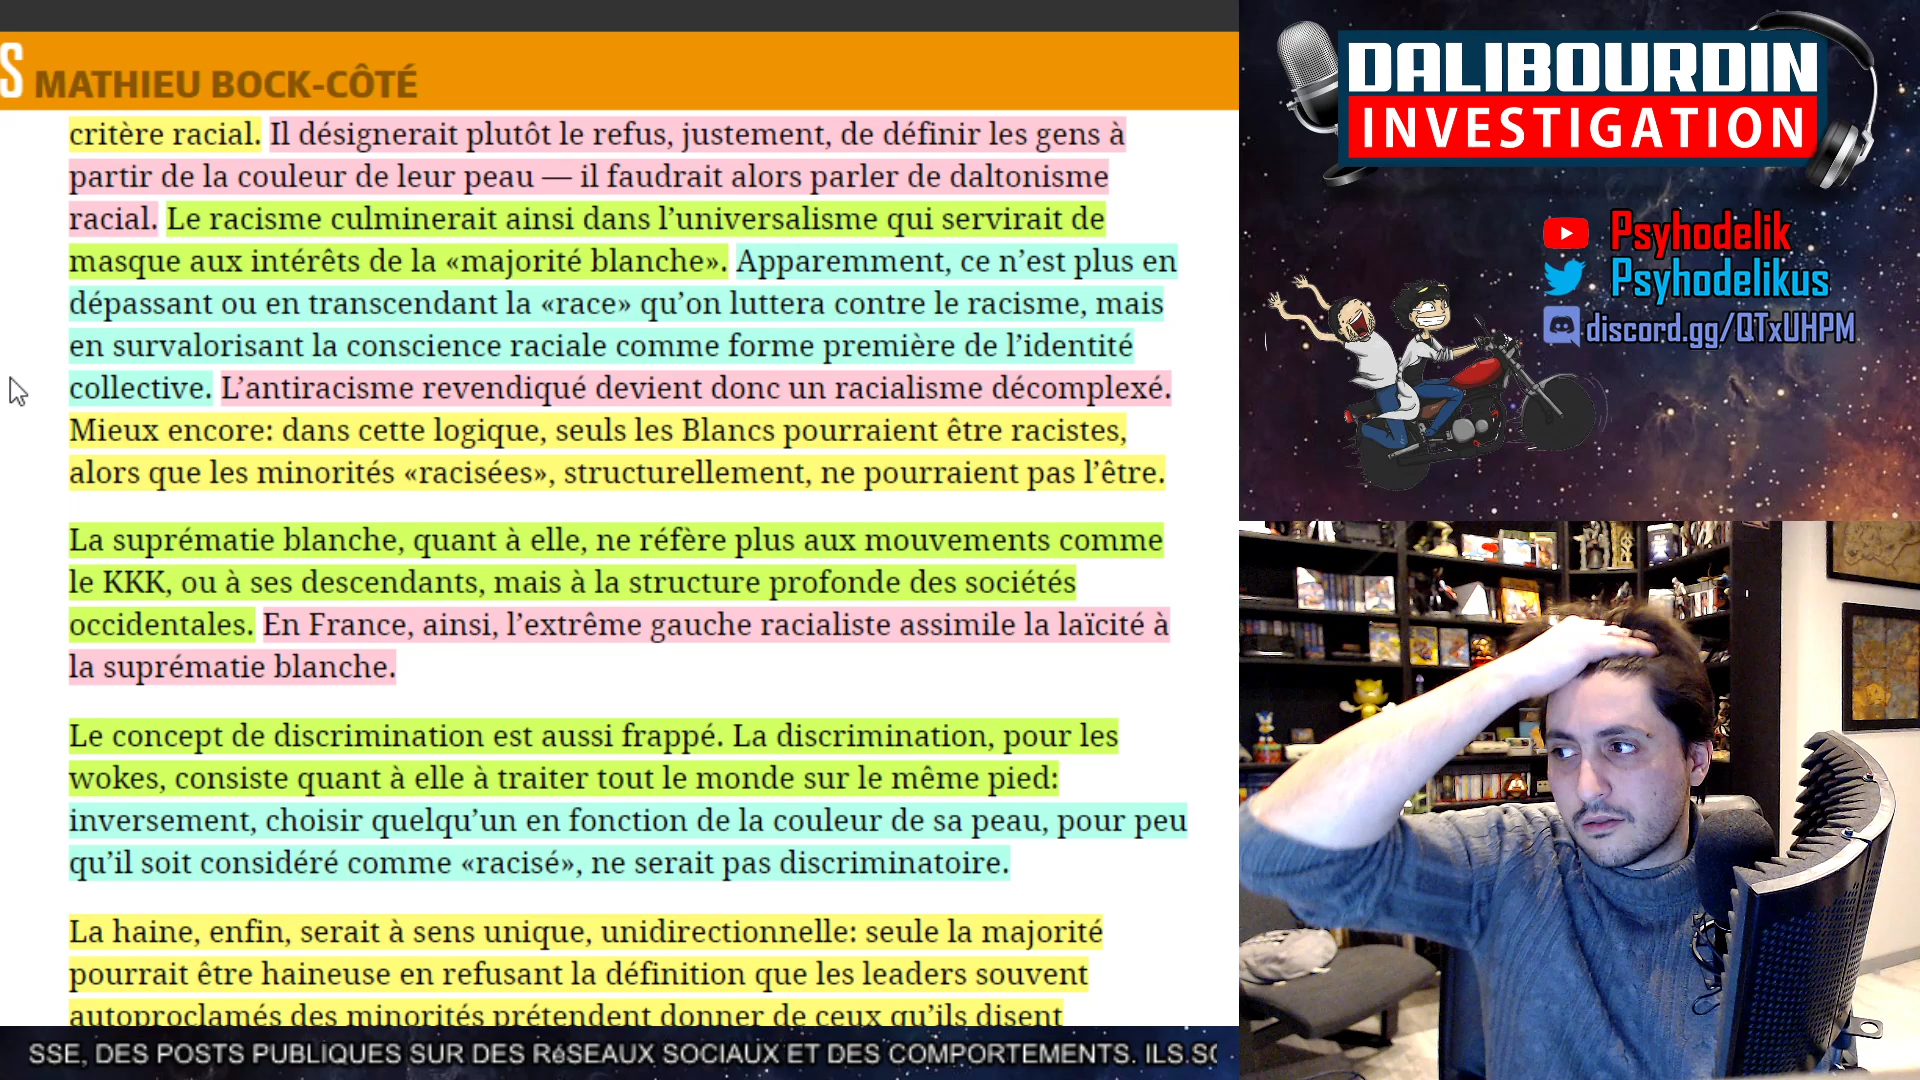 S MATHIEU BOCK-CÔTÉ
critère racial. Il désignerait plutôt le refus, justement, de définir les gens à
partir de la couleur de leur peau — il faudrait alors parler de daltonisme
racial. Le racisme culminerait ainsi dans l’universalisme qui servirait de
masque aux intérêts de la «majorité blanche». Apparemment, ce n’est plus en
dépassant ou en transcendant la «race» qu’on luttera contre le racisme, mais
en survalorisant la conscience raciale comme forme première de l’identité
collective. L’antiracisme revendiqué devient donc un racialisme décomplexé.
Mieux encore: dans cette logique, seuls les Blancs pourraient être racistes,
alors que les minorités «racisées», structurellement, ne pourraient pas l’être.
La suprématie blanche, quant à elle, ne réfère plus aux mouvements comme
le KKK, ou à ses descendants, mais à la structure profonde des sociétés
occidentales. En France, ainsi, l’extrême gauche racialiste assimile la laïcité à
la suprématie blanche.
Le concept de discrimination est aussi frappé. La discrimination, pour les
wokes, consiste quant à elle à traiter tout le monde sur le même pied:
inversement, choisir quelqu’un en fonction de la couleur de sa peau, pour peu
qu’il soit considéré comme «racisé», ne serait pas discriminatoire.
La haine, enfin, serait à sens unique, unidirectionnelle: seule la majorité
pourrait être haineuse en refusant la définition que les leaders souvent
autoproclamés des minorités prétendent donner de ceux qu’ils disent
SSE, DES POSTS PUBLIQUES SUR DES RéSEAUX SOCIAUX ET DES COMPORTEMENTS. ILS SO
DALIBOURDIN
INVESTIGATION
Psyhodelik
Psyhodelikus
discord.gg/QTxUHPM